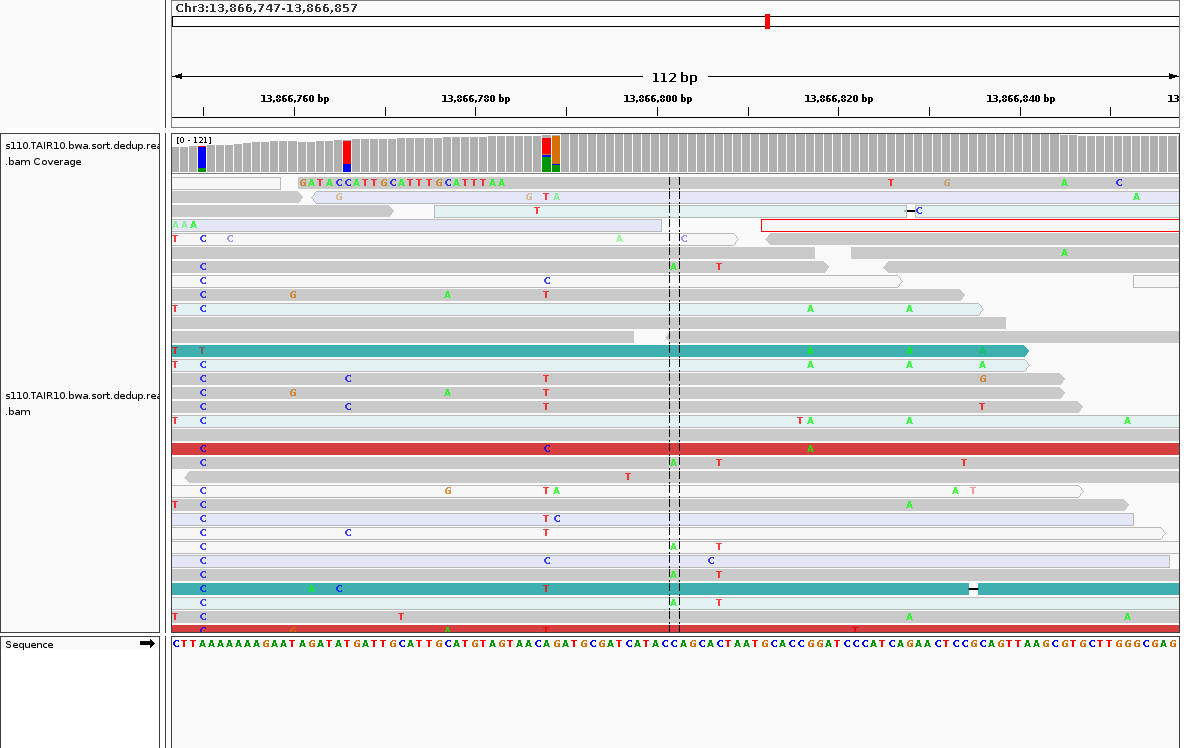 Chr3:13,866,747-13,866,857
112 bp
13,866,760 bp 13,866,780 bp 13,866,800 bp 13,866,820 bp 13,866,840 bp 13
s110.TAIR10.bwa.sort.dedup.rea
.bam Coverage
[0 - 121]
GATACCATTGCATTTGCATTTAA T G A C
G G T A A
T C
A A A
T C C A C
A
C A T
C C
C G A T
T C A A
T T G A A
T C A A A
C C T G
C G A T
s110.TAIR10.bwa.sort.dedup.rea
.bam
C C T T
T C T A A A
C C A
C A T T
T
C G T A A T
T C A
C T C
C C T
C A T
C C C
C A T
C A C T
C A T
T C T A A
C G A T T
Sequence
CTTAAAAAAAGAATAGATATGATTGCATTGCATGTAGTAACAGATGCGATCATACCAGCACTAATGCACCGGATCCCATCAGAACTCCGCAGTTAAGCGTGCTTGGGCGAG